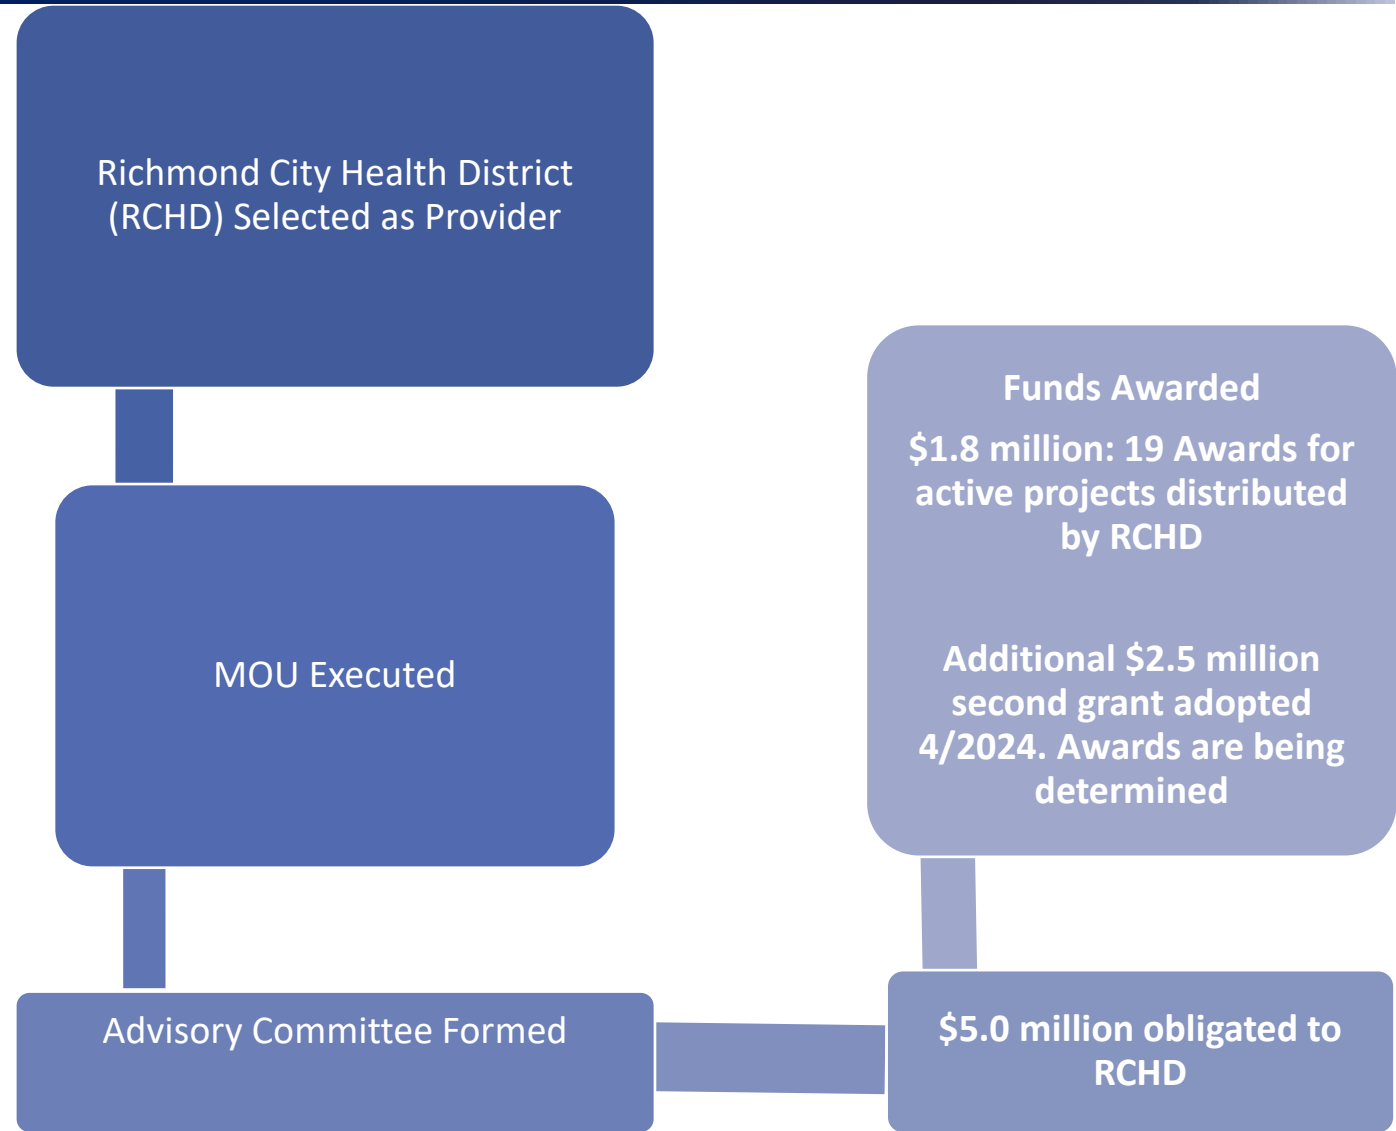 Richmond City Health District
(RCHD) Selected as Provider
MOU Executed
Advisory Committee Formed
$5.0 million obligated to
RCHD
Funds Awarded
$1.8 million: 19 Awards for
active projects distributed
by RCHD
Additional $2.5 million
second grant adopted
4/2024. Awards are being
determined